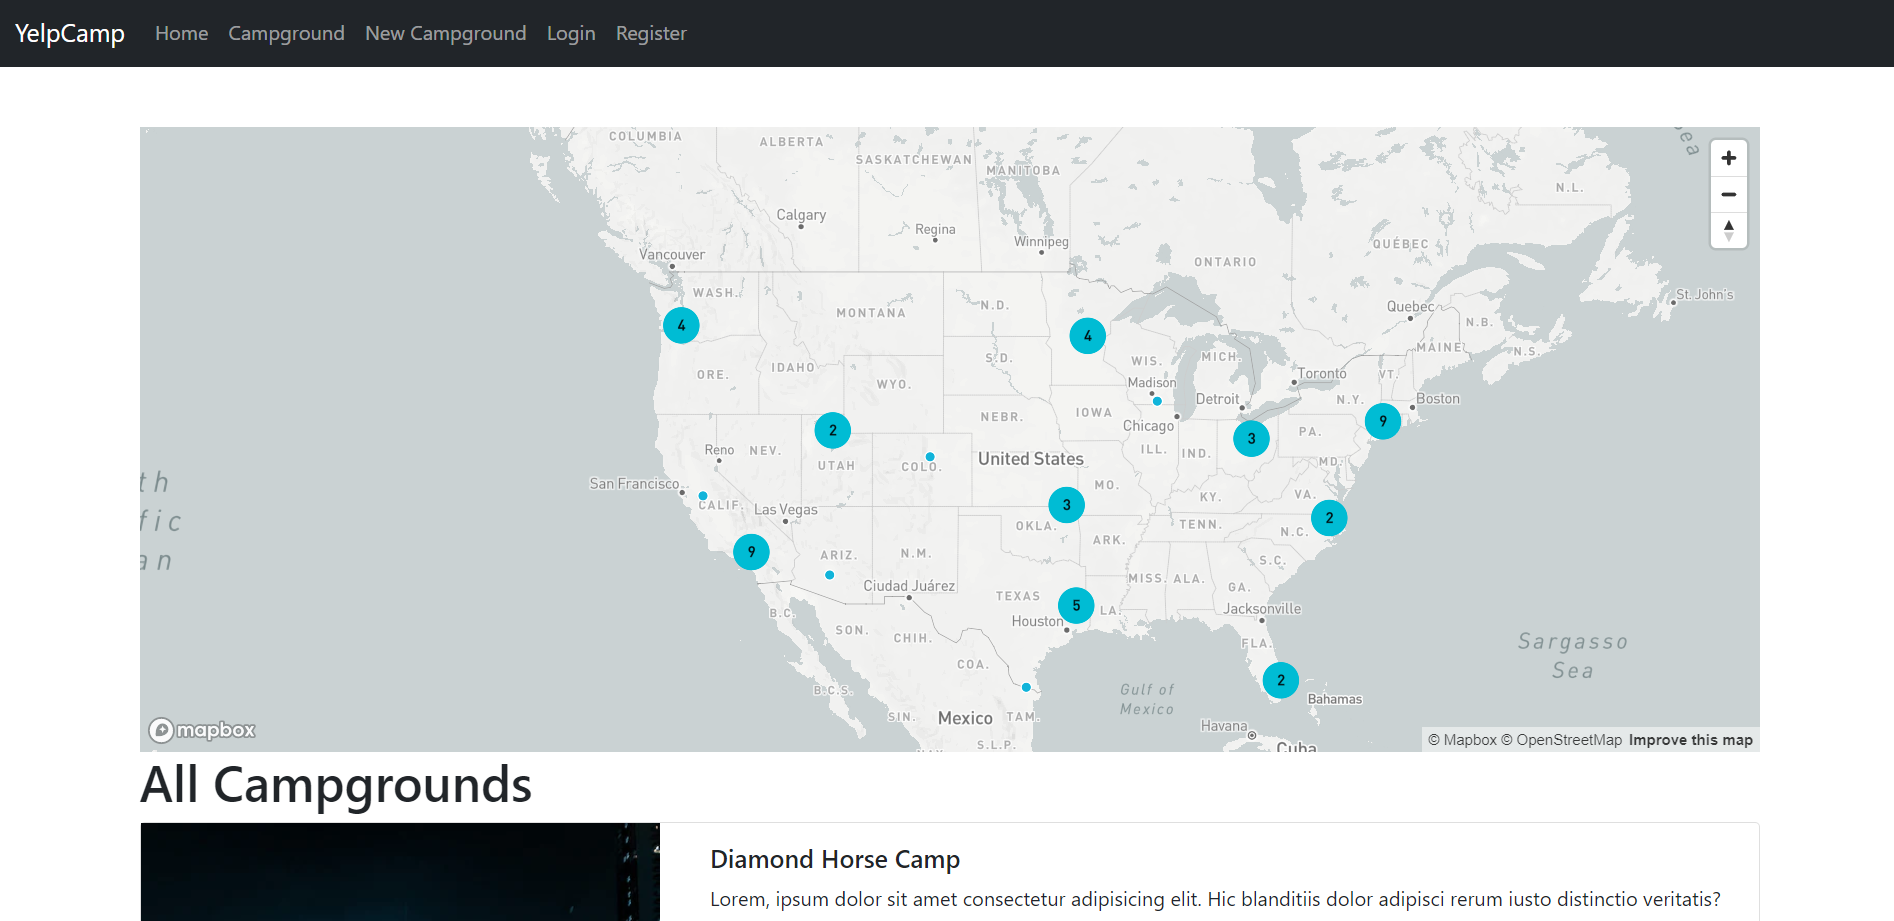 YelpCamp Home Campground New Campground Login Register
COLUMBIA
ALBERTA
SASKATCHEWAN
MANITOBA
N.L.
Calgary
Regina
Winnipeg
QUÉBEC
Vancouver
ONTARIO
WASH.
St. John's
MONTANA
N.D.
Quebec
N.B.
4
4
MAINE
N.S.
S.D.
WIS.
MICH.
ORE.
IDAHO
WYO.
Madison
Toronto
VT.
Detroit
N.Y.
Boston
NEBR.
IOWA
Chicago
9
2
3
PA.
Reno
NEV.
UTAH
COLO.
United States
ILL.
IND.
MD.
San Francisco
MO.
KY.
VA.
CALIF.
Las Vegas
3
2
OKLA.
TENN.
N.C.
ARK.
9
ARIZ.
N.M.
S.C.
MISS.
ALA.
GA.
Ciudad Juárez
TEXAS
5
LA.
Jacksonville
B.C.
Houston
SON.
CHIH.
FLA.
Sargasso
Sea
COA.
2
B.C.S.
Gulf of
Mexico
Bahamas
SIN.
Mexico
TAM.
Havana
S.L.P.
Cuba
mapbox
© Mapbox © OpenStreetMap Improve this map
All Campgrounds
Diamond Horse Camp
Lorem, ipsum dolor sit amet consectetur adipisicing elit. Hic blanditiis dolor adipisci rerum iusto distinctio veritatis?